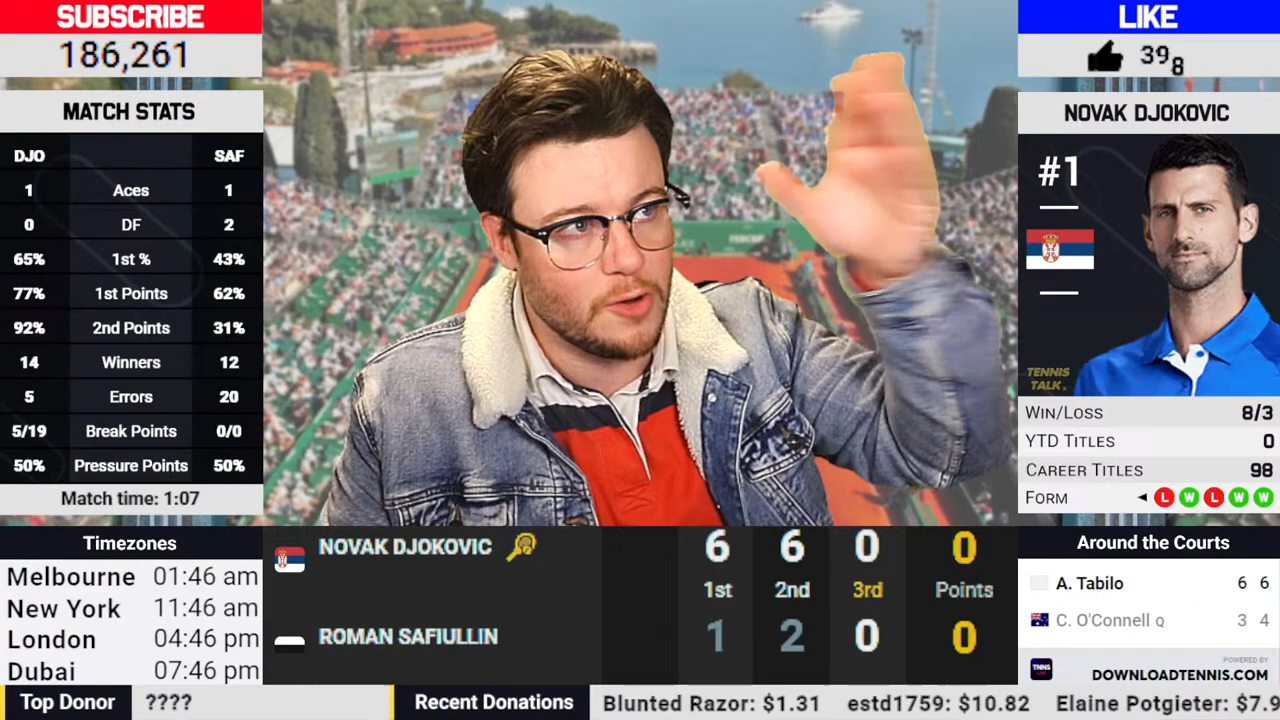 SUBSCRIBE
186,261
MATCH STATS
DJO SAF
1 Aces 1
0 DF 2
65% 1st % 43%
77% 1st Points 62%
92% 2nd Points 31%
14 Winners 12
5 Errors 20
5/19 Break Points 0/0
50% Pressure Points 50%
Match time: 1:07
Timezones
Melbourne 01:46 am
New York 11:46 am
London 04:46 pm
Dubai 07:46 pm
NOVAK DJOKOVIC 6 6 0 0
1st 2nd 3rd Points
ROMAN SAFIULLIN 1 2 0 0
LIKE
398
NOVAK DJOKOVIC
#1
TENNIS
TALK
WIN/LOSS 8/3
YTD TITLES 0
CAREER TITLES 98
FORM L W L W W
Around the Courts
A. Tabilo 6 6
C. O'Connell Q 3 4
TNNS
POWERED BY
DOWNLOADTENNIS.COM
Top Donor ????
Recent Donations Blunted Razor: $1.31 estd1759: $10.82 Elaine Potgieter: $7.9